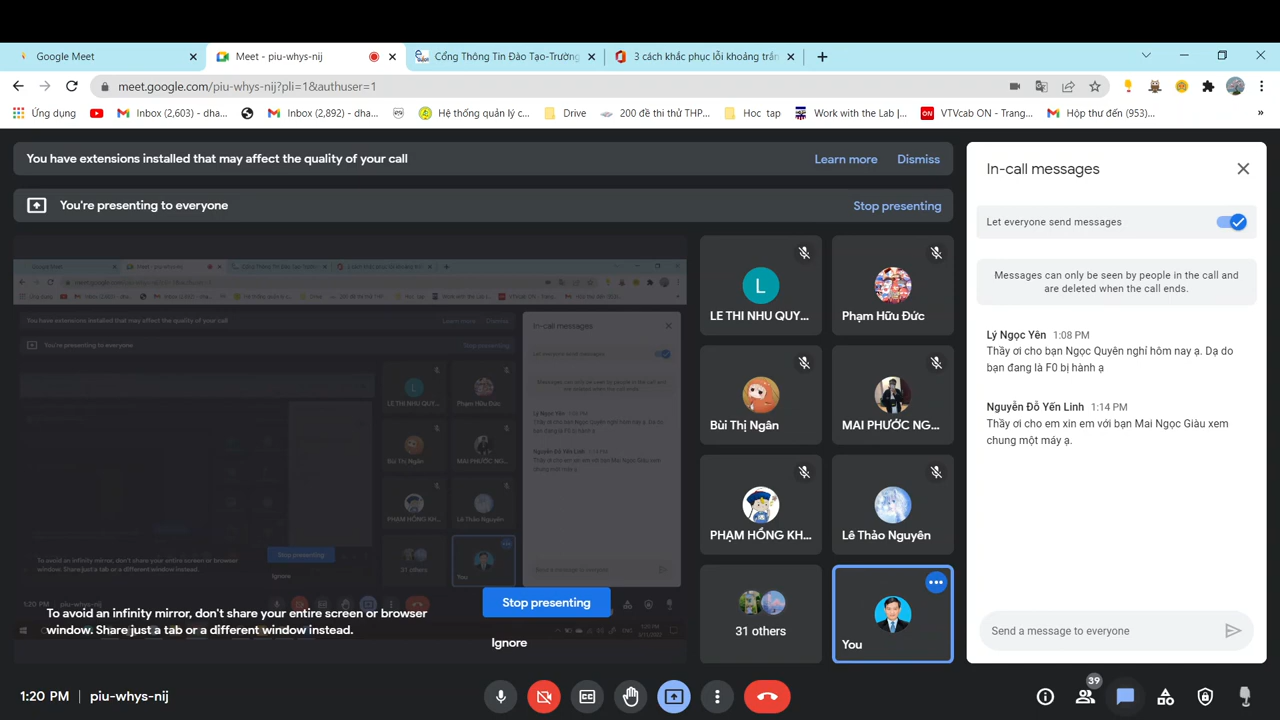 Google Meet
Meet - piu-whys-nij
Cổng Thông Tin Đào Tạo-Trường
3 cách khắc phục lỗi khoảng trắn
meet.google.com/piu-whys-nij?pli=1&authuser=1
Ứng dụng
Inbox (2,603) - dha...
Inbox (2,892) - dha...
Hệ thống quản lý c...
Drive
200 đề thi thử THP...
Hoc tap
Work with the Lab |...
ON
VTVcab ON - Trang...
Hộp thư đến (953)...
»
You have extensions installed that may affect the quality of your call
Learn more
Dismiss
You're presenting to everyone
Stop presenting
L
LE THI NHU QUY...
Phạm Hữu Đức
Bùi Thị Ngân
MAI PHƯỚC NG...
PHẠM HỒNG KH...
Lê Thảo Nguyên
31 others
You
To avoid an infinity mirror, don't share your entire screen or browser
window. Share just a tab or a different window instead.
Stop presenting
Ignore
In-call messages
Let everyone send messages
Messages can only be seen by people in the call and
are deleted when the call ends.
Lý Ngọc Yên 1:08 PM
Thầy ơi cho bạn Ngọc Quyên nghỉ hôm nay ạ. Dạ do
bạn đang là F0 bị hành ạ
Nguyễn Đỗ Yến Linh 1:14 PM
Thầy ơi cho em xin em với bạn Mai Ngọc Giàu xem
chung một máy ạ.
Send a message to everyone
1:20 PM | piu-whys-nij
39